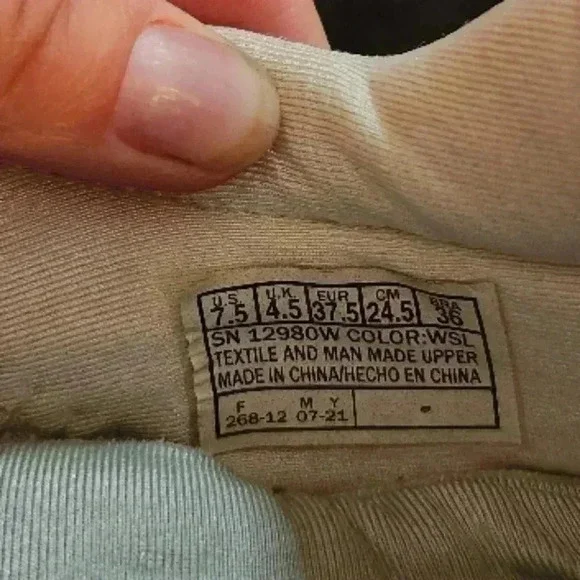 U.S. U.K. EUR CM BRA
7.5 4.5 37.5 24.5 36
SN 12980W COLOR:WSL
TEXTILE AND MAN MADE UPPER
MADE IN CHINA/HECHO EN CHINA
F M Y
268-12 07-21